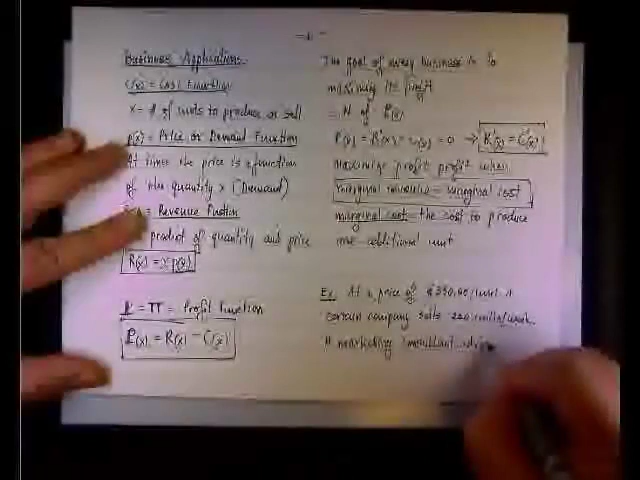 Business Applications
C(x) = Cost Function
x = # of units to produce or sell
p(x) = Price or Demand Function
At times the price is a function
of the quantity x (Demand)
= Revenue Function
product of quantity and price
R(x) = x p(x)
P = π = Profit Function
P(x) = R(x) - C(x)
The goal of every business is to
maximize its profit
of P(x)
P'(x) = R'(x) - C'(x) = 0 → R'(x) = C'(x)
maximize profit when
marginal revenue = marginal cost
marginal cost = the cost to produce
one additional unit
Ex. At a price of $350.00/unit a
certain company sells 200 units/week.
A marketing consultant